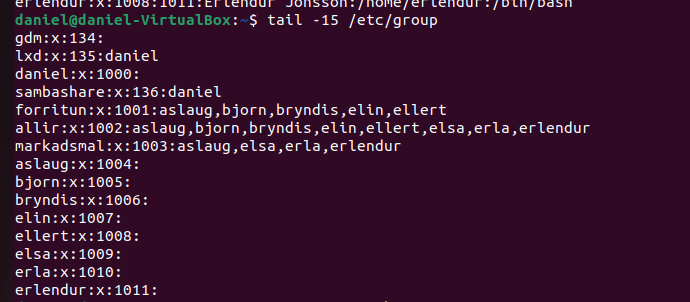 erlendur:x:1008:1011:Erlendur Jonsson:/home/erlendur:/bin/bash
daniel@daniel-VirtualBox:~$ tail -15 /etc/group
gdm:x:134:
lxd:x:135:daniel
daniel:x:1000:
sambashare:x:136:daniel
forritun:x:1001:aslaug,bjorn,bryndis,elin,ellert
allir:x:1002:aslaug,bjorn,bryndis,elin,ellert,elsa,erla,erlendur
markadsmal:x:1003:aslaug,elsa,erla,erlendur
aslaug:x:1004:
bjorn:x:1005:
bryndis:x:1006:
elin:x:1007:
ellert:x:1008:
elsa:x:1009:
erla:x:1010:
erlendur:x:1011: